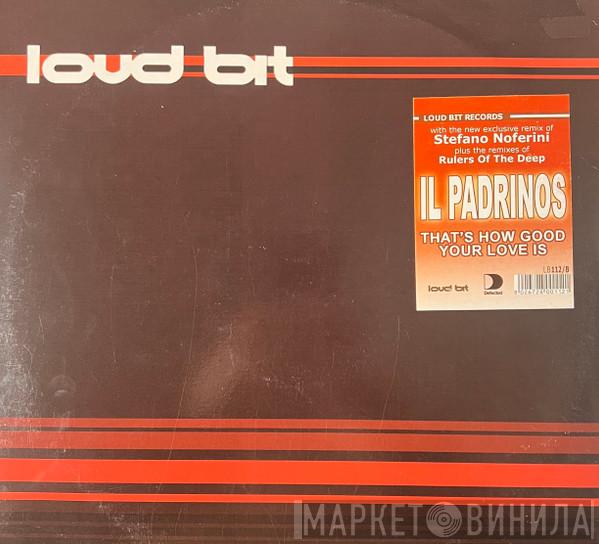 loud bit
LOUD BIT RECORDS
with the new exclusive remix of
Stefano Noferini
plus the remixes of
Rulers Of The Deep
IL PADRINOS
THAT'S HOW GOOD
YOUR LOVE IS
LB112/B
loud bit
Defected
МАРКЕТ ВИНИЛА